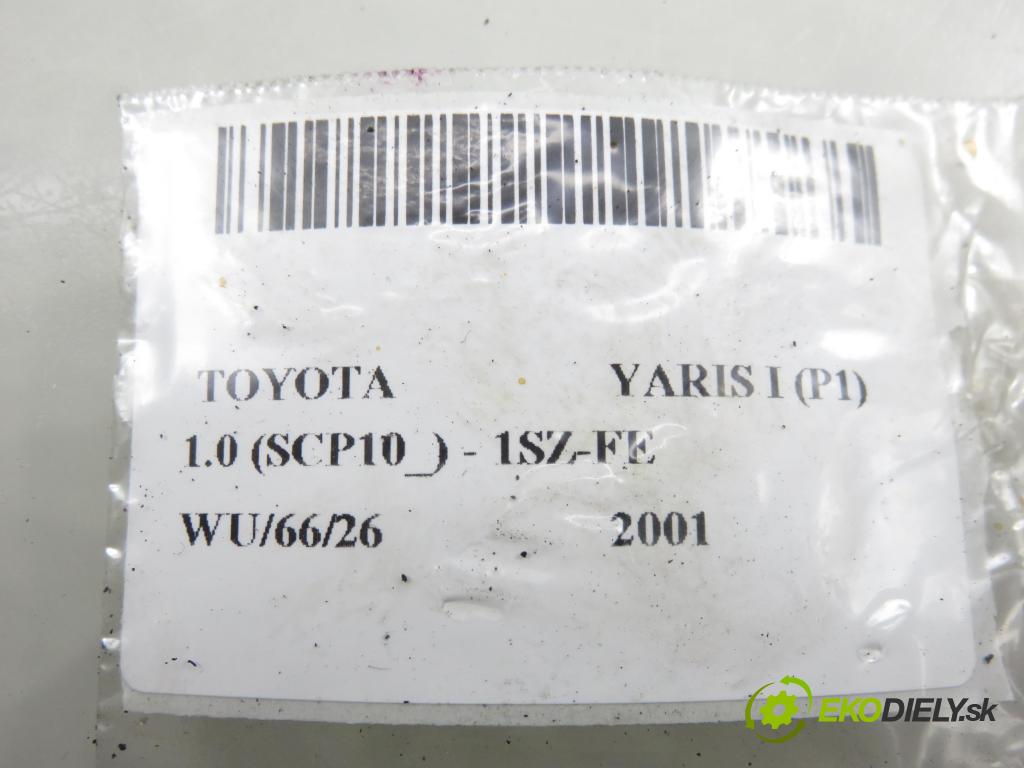 TOYOTA YARIS I (P1)
1.0 (SCP10_) - 1SZ-FE
WU/66/26 2001
EKODIELY.sk